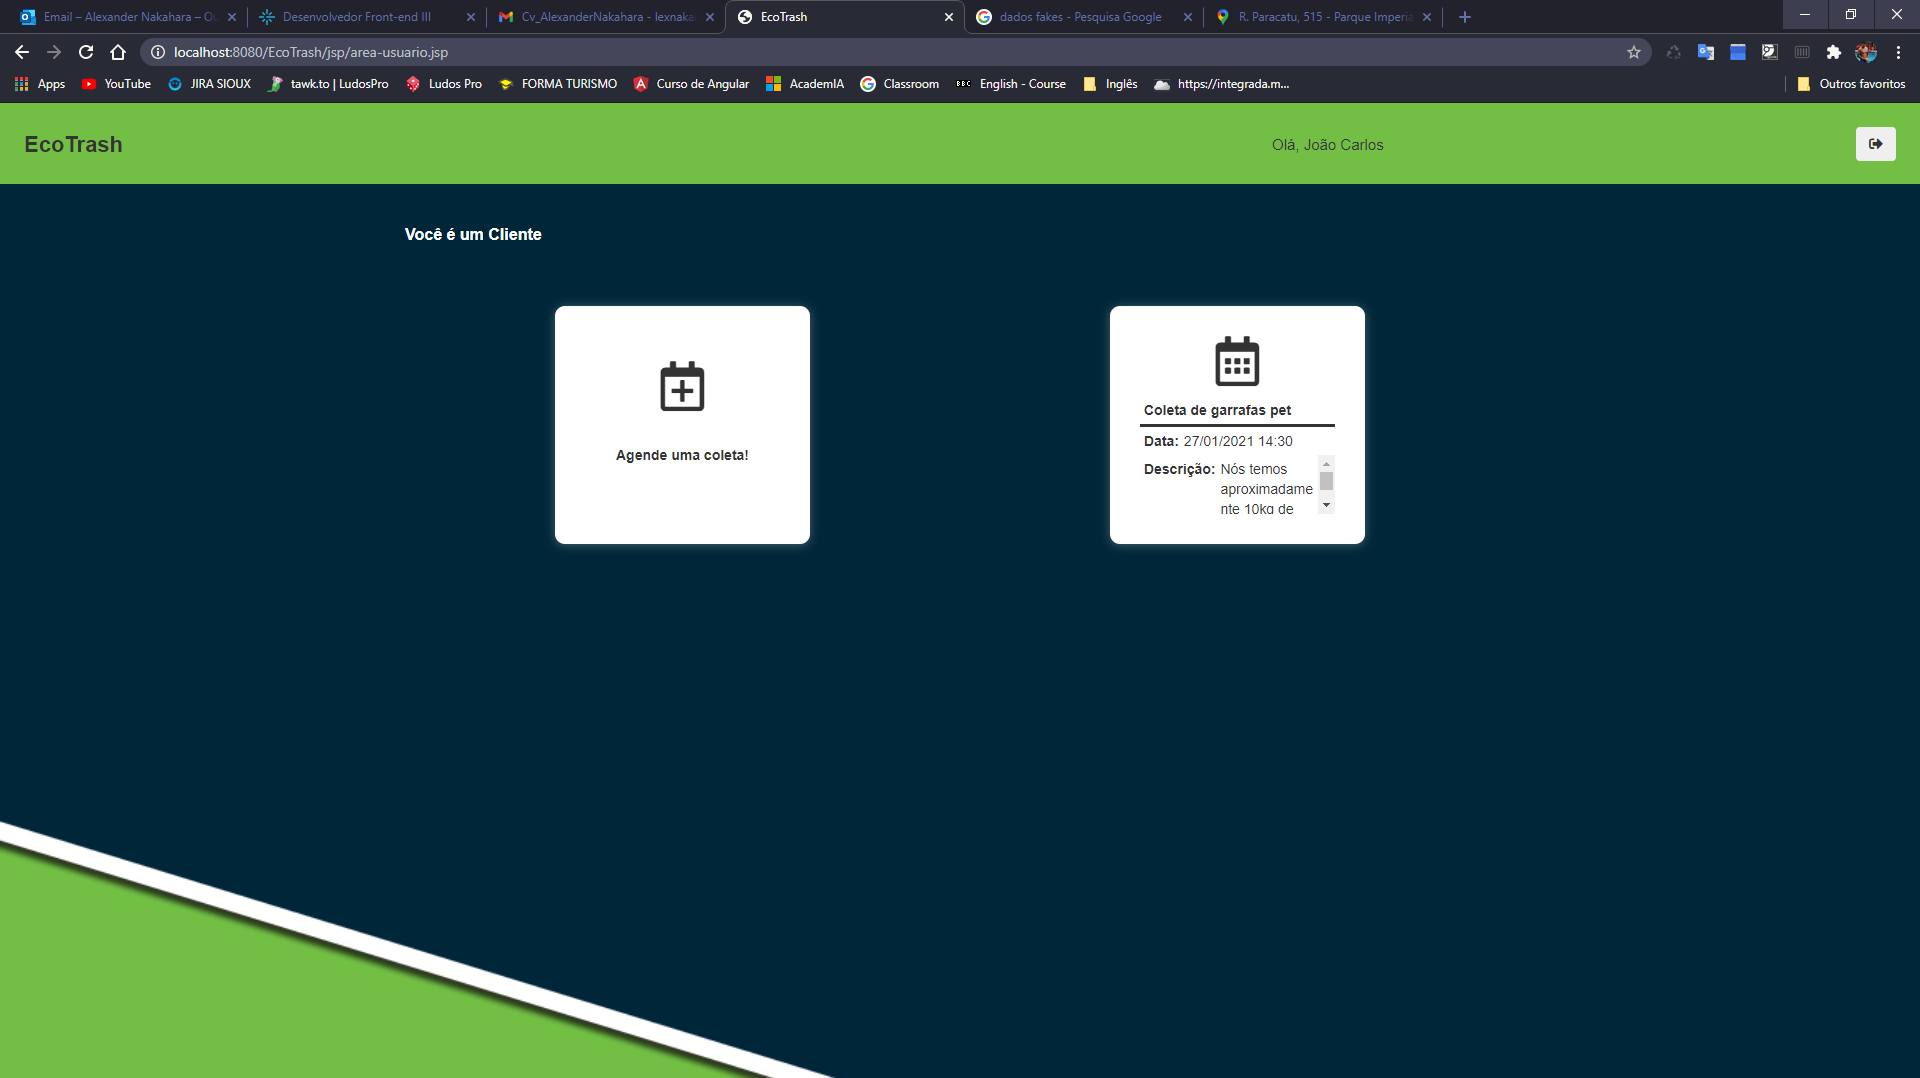 Email – Alexander Nakahara – Ou
Desenvolvedor Front-end III
Cv_AlexanderNakahara - lexnaka
EcoTrash
dados fakes - Pesquisa Google
R. Paracatu, 515 - Parque Imperia
localhost:8080/EcoTrash/jsp/area-usuario.jsp
Apps
YouTube
JIRA SIOUX
tawk.to | LudosPro
Ludos Pro
FORMA TURISMO
Curso de Angular
AcademIA
Classroom
BBC
English - Course
Inglês
https://integrada.m...
Outros favoritos
EcoTrash
Olá, João Carlos
Você é um Cliente
Agende uma coleta!
Coleta de garrafas pet
Data: 27/01/2021 14:30
Descrição: Nós temos
aproximadame
nte 10kg de